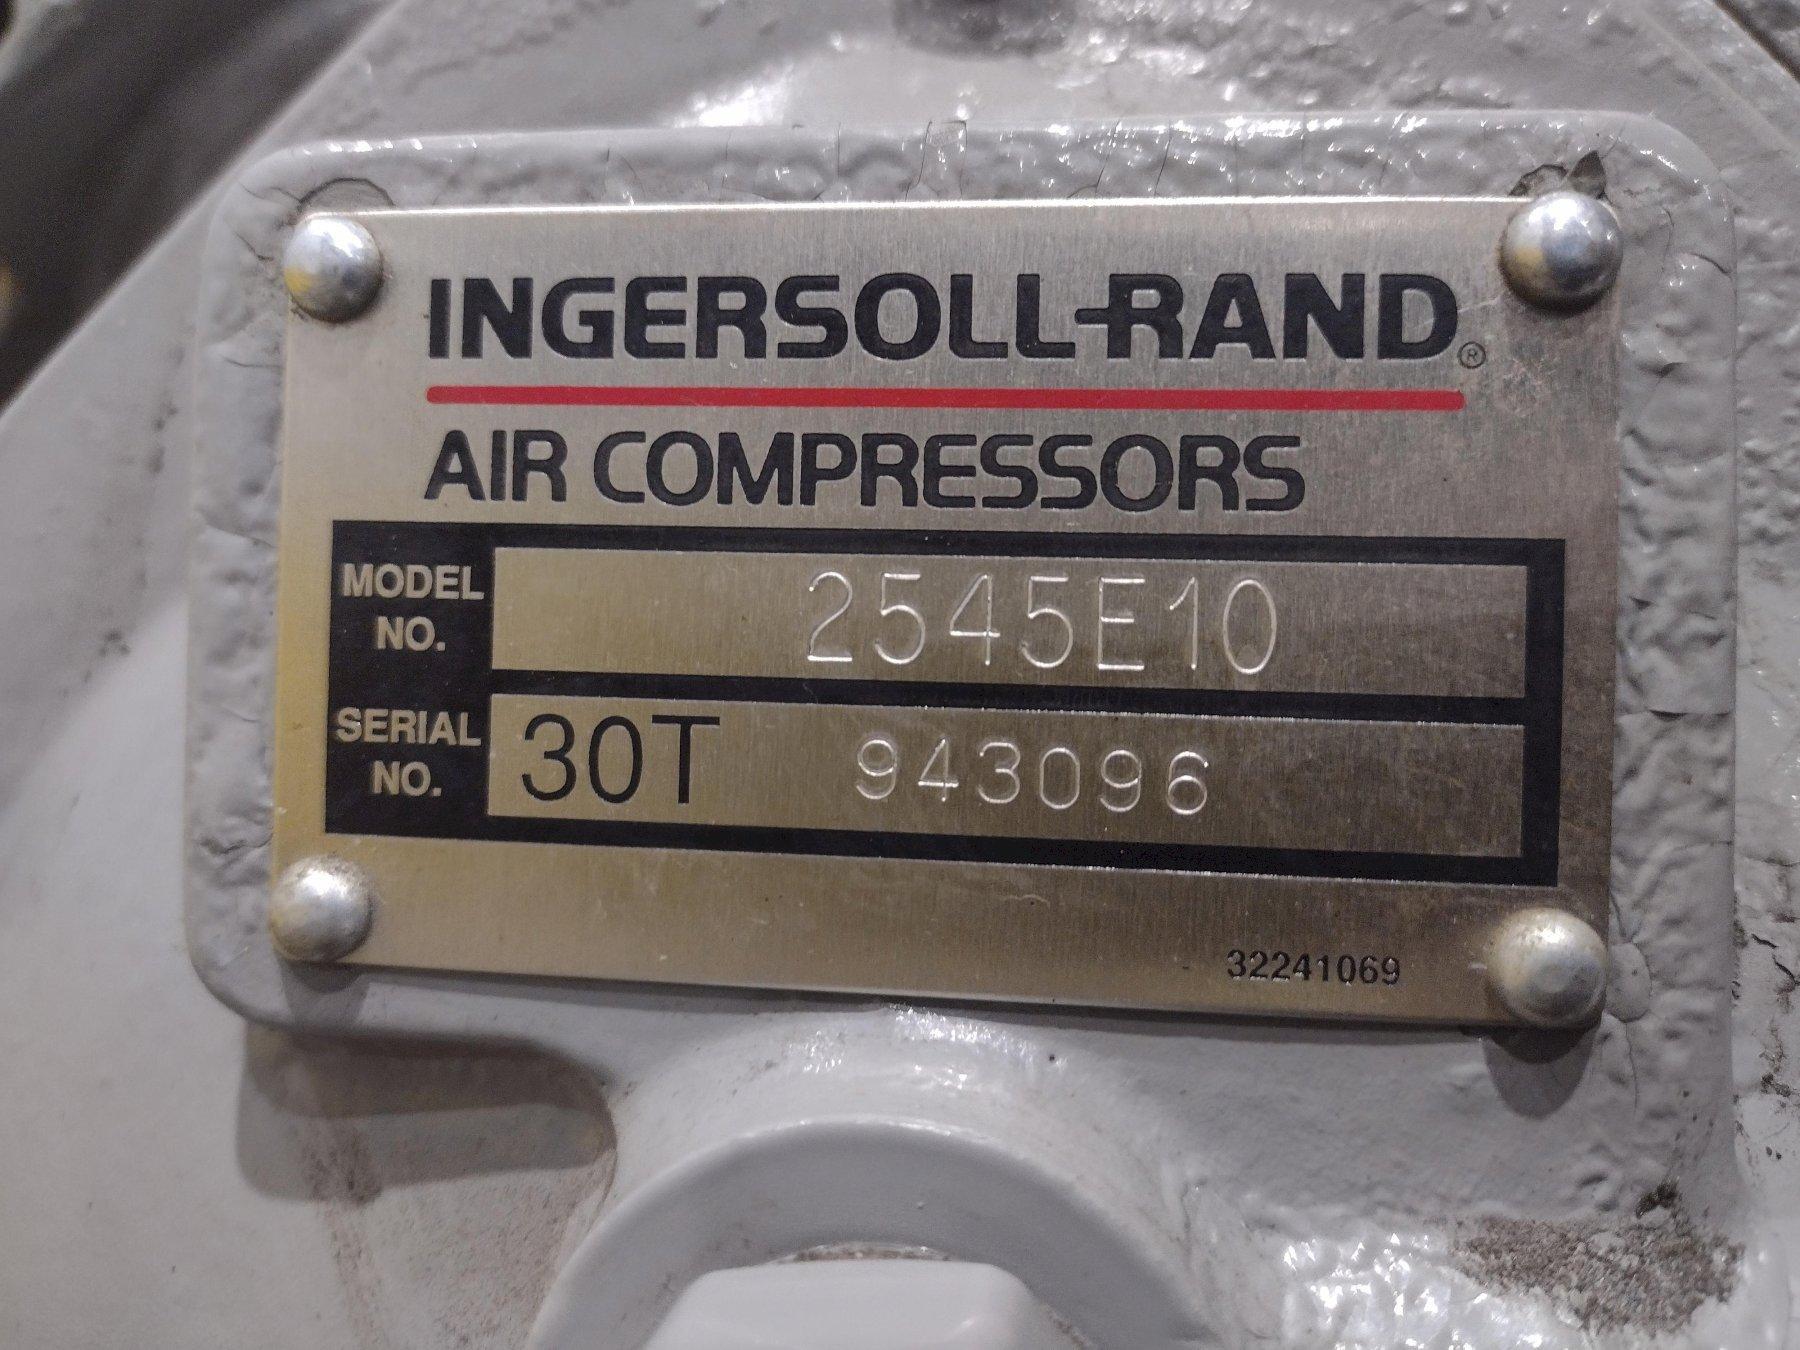 INGERSOLL-RAND®
AIR COMPRESSORS
MODEL NO. 2545E10
SERIAL NO. 30T 943096
32241069